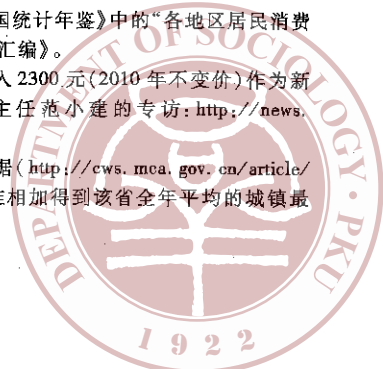 国统计年鉴》中的“各地区居民消费
汇编》。
入 2300 元(2010 年不变价)作为新
主任范小建的专访:http://news.
据(http://cws.mca.gov.cn/article/
准相加得到该省全年平均的城镇最
DEPARTMENT OF SOCIOLOGY · PKU
1922